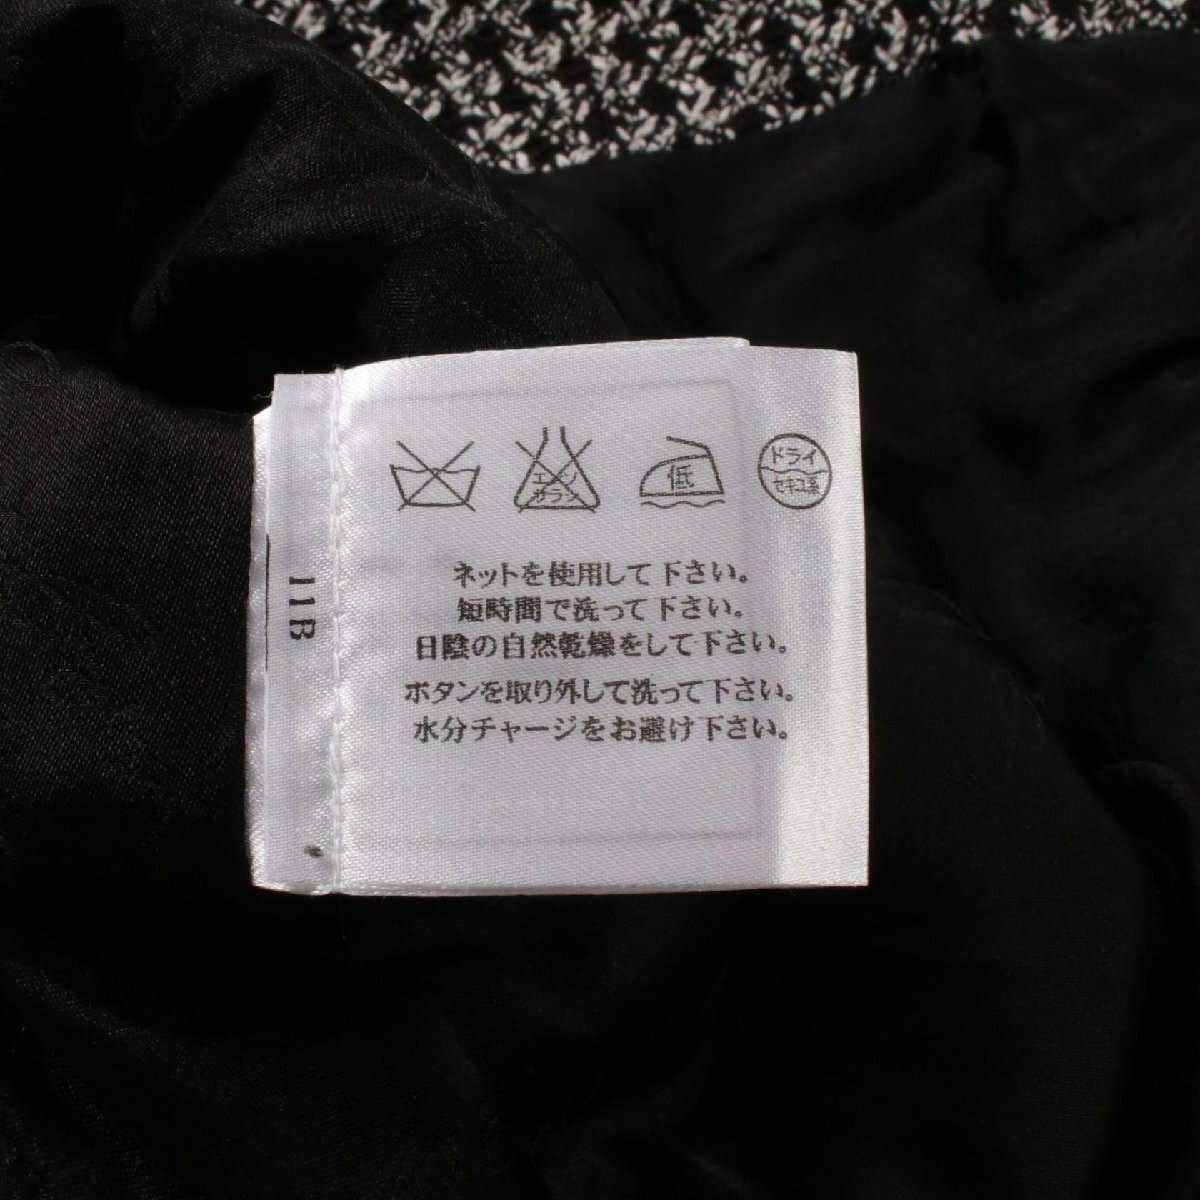 エンソ
サラシ
低
ドライ
セキユ系
ネットを使用して下さい。
短時間で洗って下さい。
日陰の自然乾燥をして下さい。
ボタンを取り外して洗って下さい。
水分チャージをお避け下さい。
11B